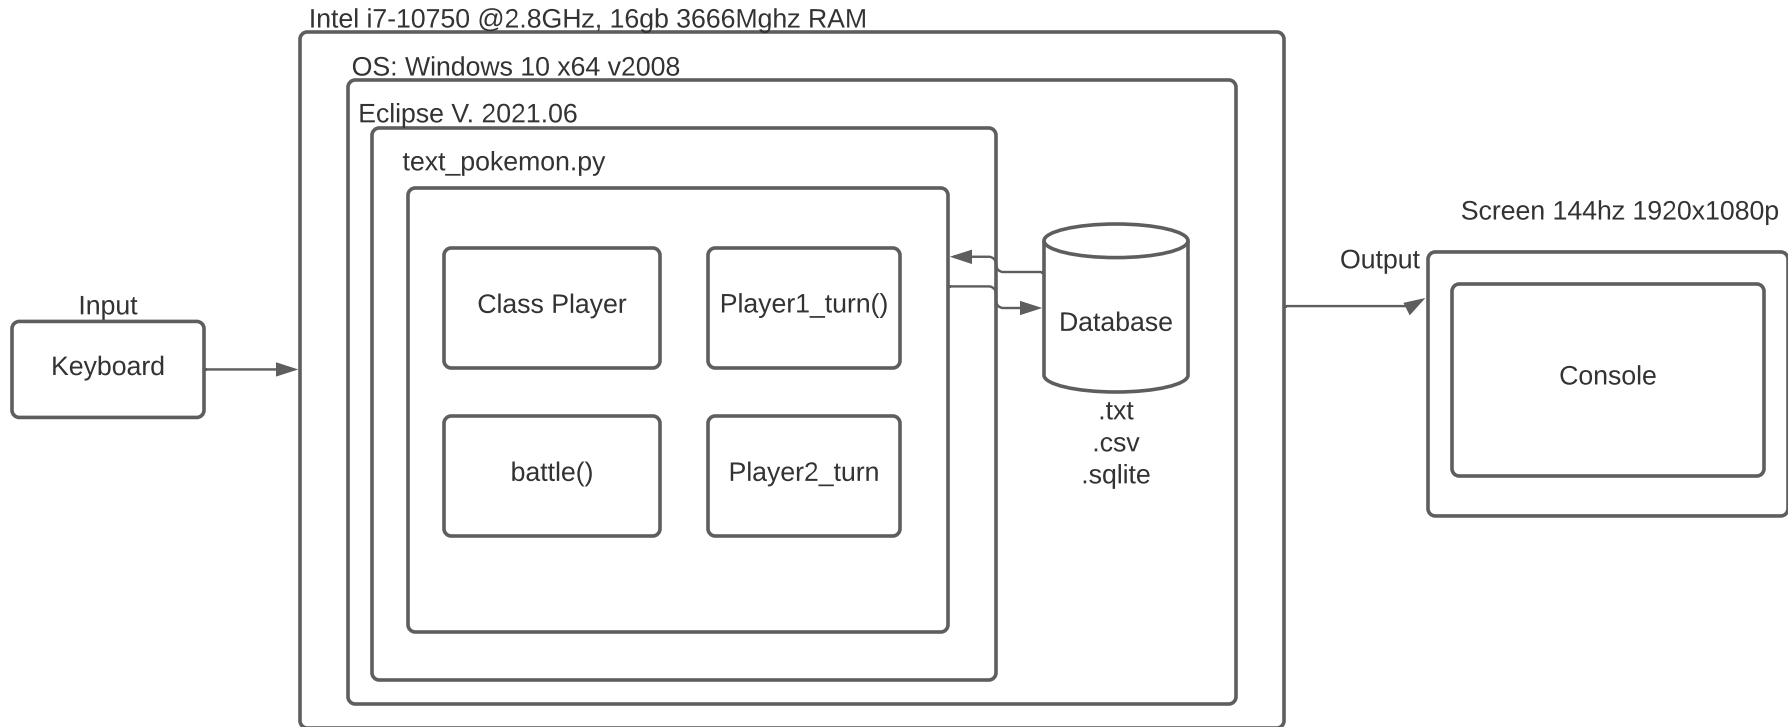 Intel i7-10750 @2.8GHz, 16gb 3666Mghz RAM
OS: Windows 10 x64 v2008
Eclipse V. 2021.06
text_pokemon.py
Class Player
Player1_turn()
battle()
Player2_turn
Database
.txt
.csv
.sqlite
Input
Keyboard
Output
Screen 144hz 1920x1080p
Console